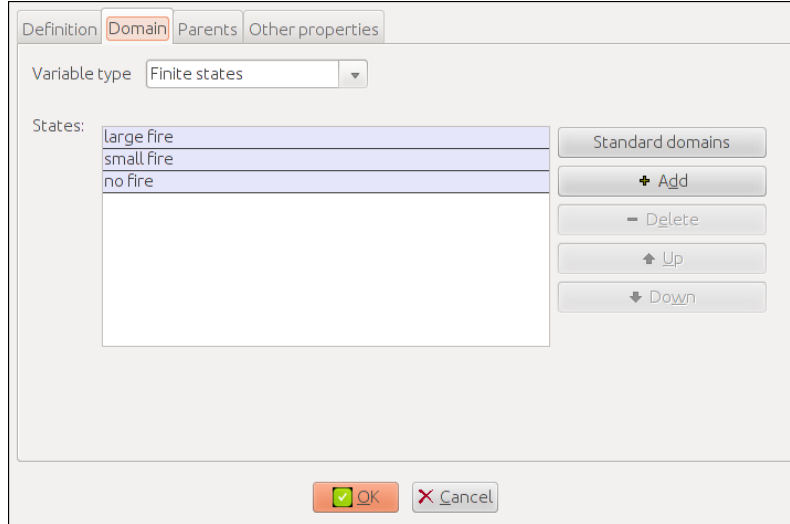 Definition Domain Parents Other properties
Variable type Finite states
States:
large fire
small fire
no fire
Standard domains
Add
Delete
Up
Down
OK Cancel